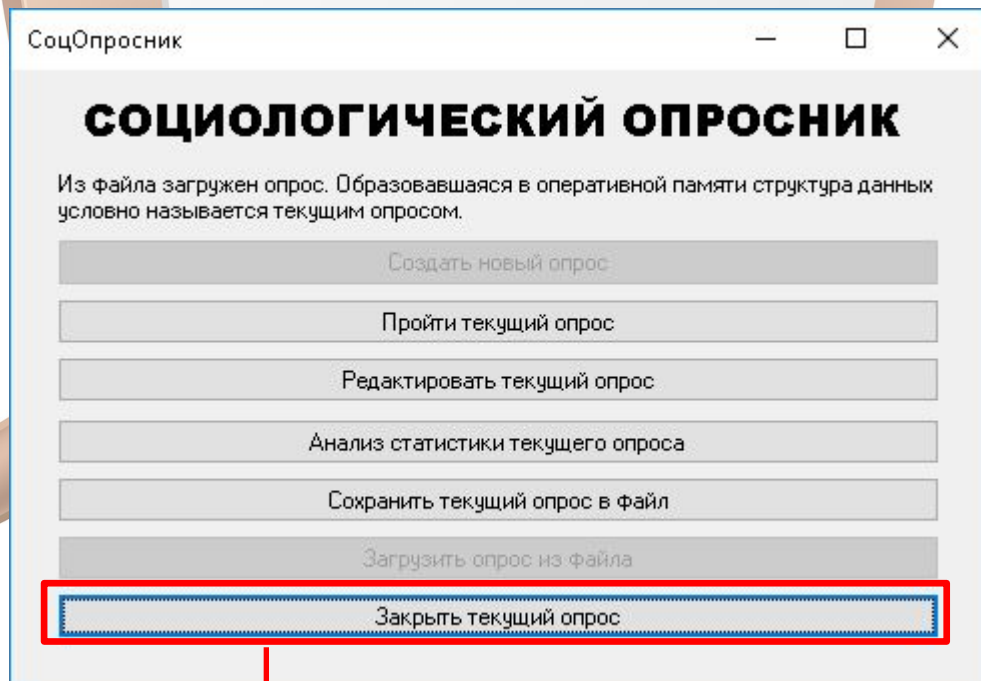 СоцОпросник
СОЦИОЛОГИЧЕСКИЙ ОПРОСНИК
Из файла загружен опрос. Образовавшаяся в оперативной памяти структура данных
условно называется текущим опросом.
Создать новый опрос
Пройти текущий опрос
Редактировать текущий опрос
Анализ статистики текущего опроса
Сохранить текущий опрос в файл
Загрузить опрос из файла
Закрыть текущий опрос